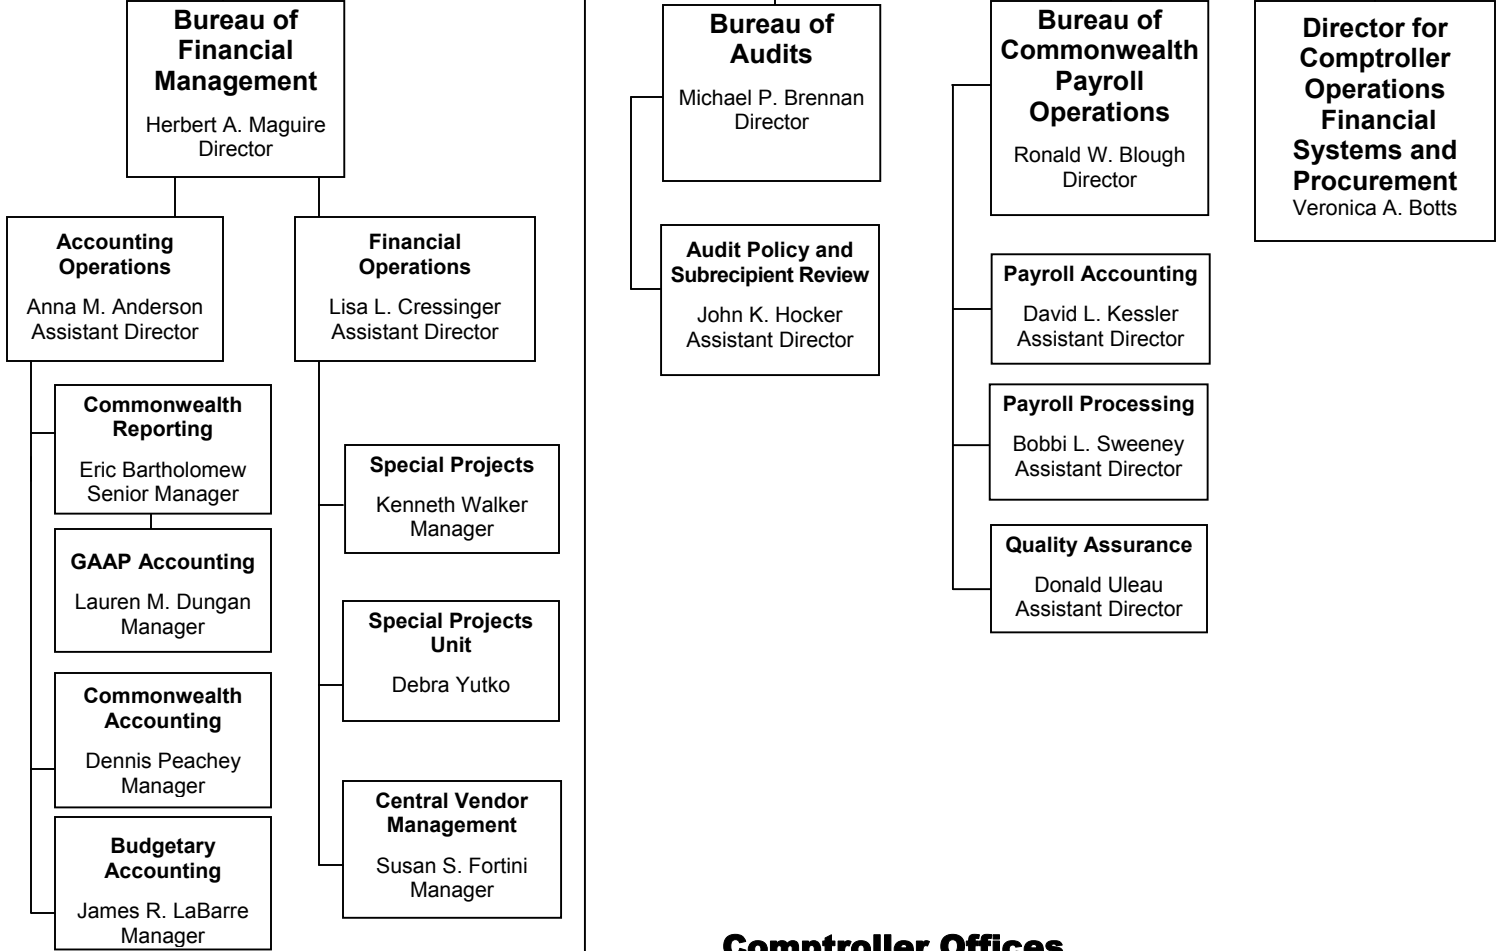 Bureau of
Financial
Management
Herbert A. Maguire
Director
Accounting
Operations
Anna M. Anderson
Assistant Director
Commonwealth
Reporting
Eric Bartholomew
Senior Manager
GAAP Accounting
Lauren M. Dungan
Manager
Commonwealth
Accounting
Dennis Peachey
Manager
Budgetary
Accounting
James R. LaBarre
Manager
Financial
Operations
Lisa L. Cressinger
Assistant Director
Special Projects
Kenneth Walker
Manager
Special Projects
Unit
Debra Yutko
Central Vendor
Management
Susan S. Fortini
Manager
Bureau of
Audits
Michael P. Brennan
Director
Audit Policy and
Subrecipient Review
John K. Hocker
Assistant Director
Bureau of
Commonwealth
Payroll
Operations
Ronald W. Blough
Director
Payroll Accounting
David L. Kessler
Assistant Director
Payroll Processing
Bobbi L. Sweeney
Assistant Director
Quality Assurance
Donald Uleau
Assistant Director
Director for
Comptroller
Operations
Financial
Systems and
Procurement
Veronica A. Botts
Comptroller Offices